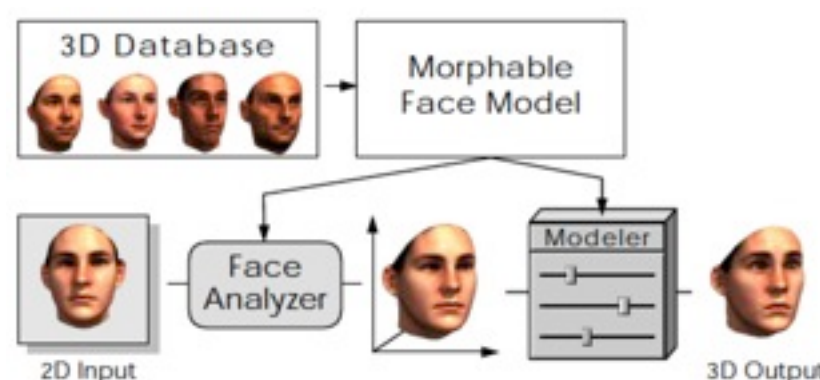 3D Database
Morphable
Face Model
Face
Analyzer
Modeler
2D Input
3D Output